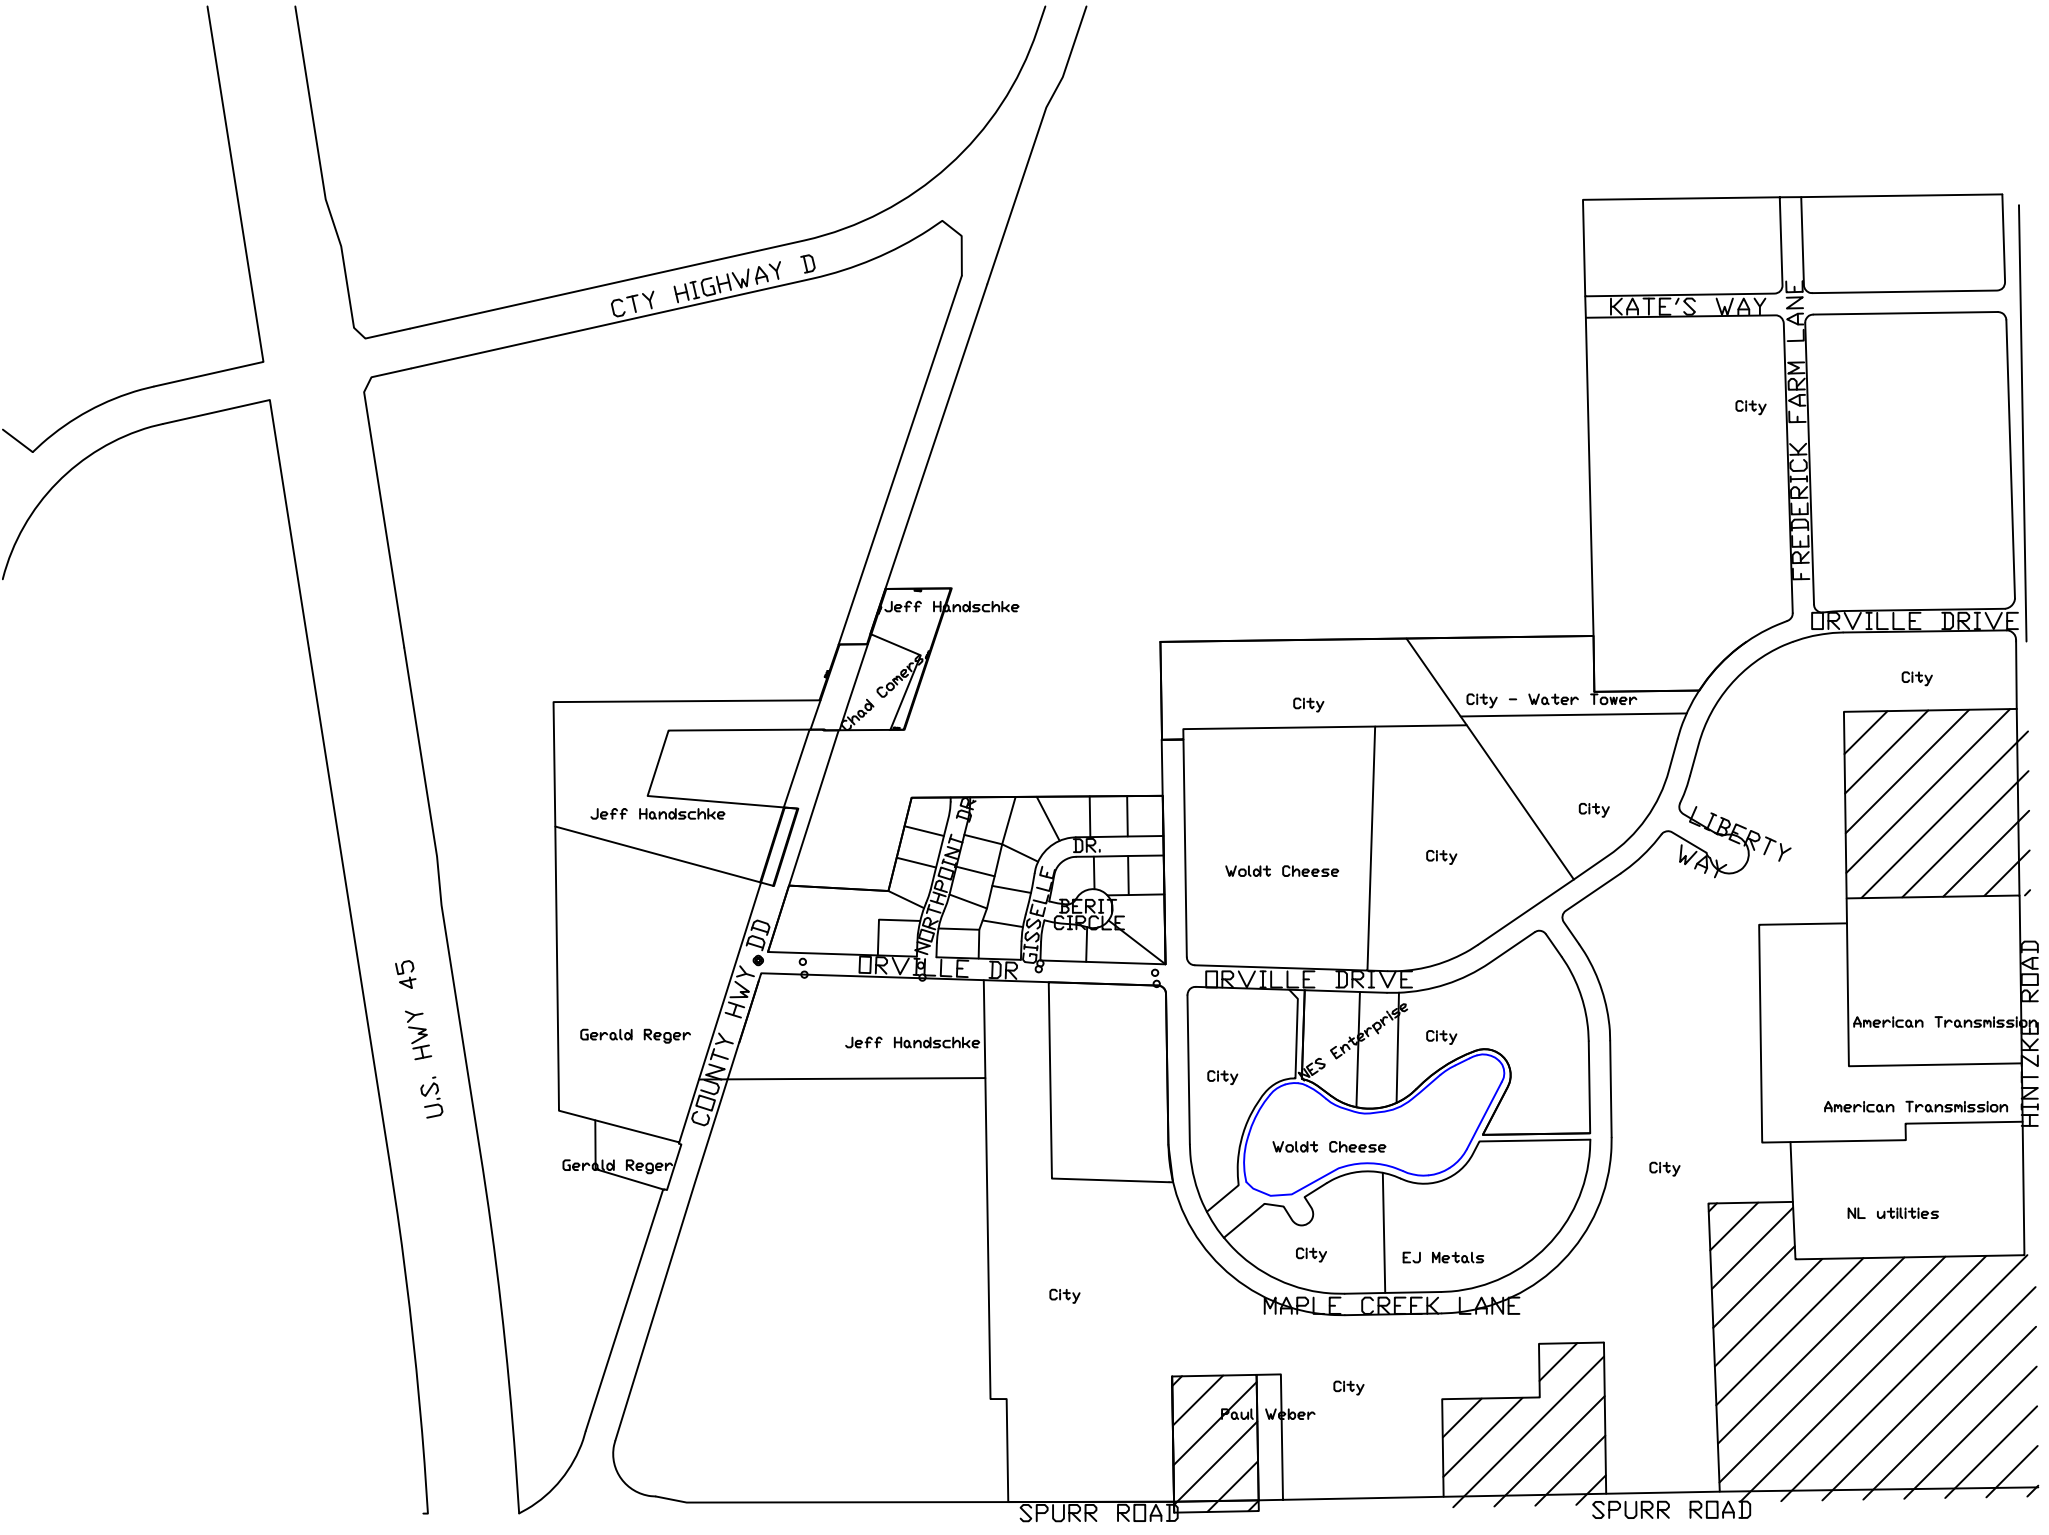 CTY HIGHWAY D
KATE'S WAY
FREDERICK FARM LANE
City
Jeff Handschke
ORVILLE DRIVE
Chad Comers
City
City
City - Water Tower
Jeff Handschke
City
LIBERTY
WAY
NORTHPOINT DR.
DR.
GISSELLE
BERIT
CIRCLE
Woldt Cheese
City
COUNTY HWY DD
ORVILLE DR
ORVILLE DRIVE
U.S. HWY 45
Gerald Reger
Jeff Handschke
NES Enterprise
City
City
American Transmission
HINTZKE ROAD
American Transmission
Woldt Cheese
Gerald Reger
City
NL utilities
City
EJ Metals
City
MAPLE CREEK LANE
City
Paul Weber
SPURR ROAD
SPURR ROAD